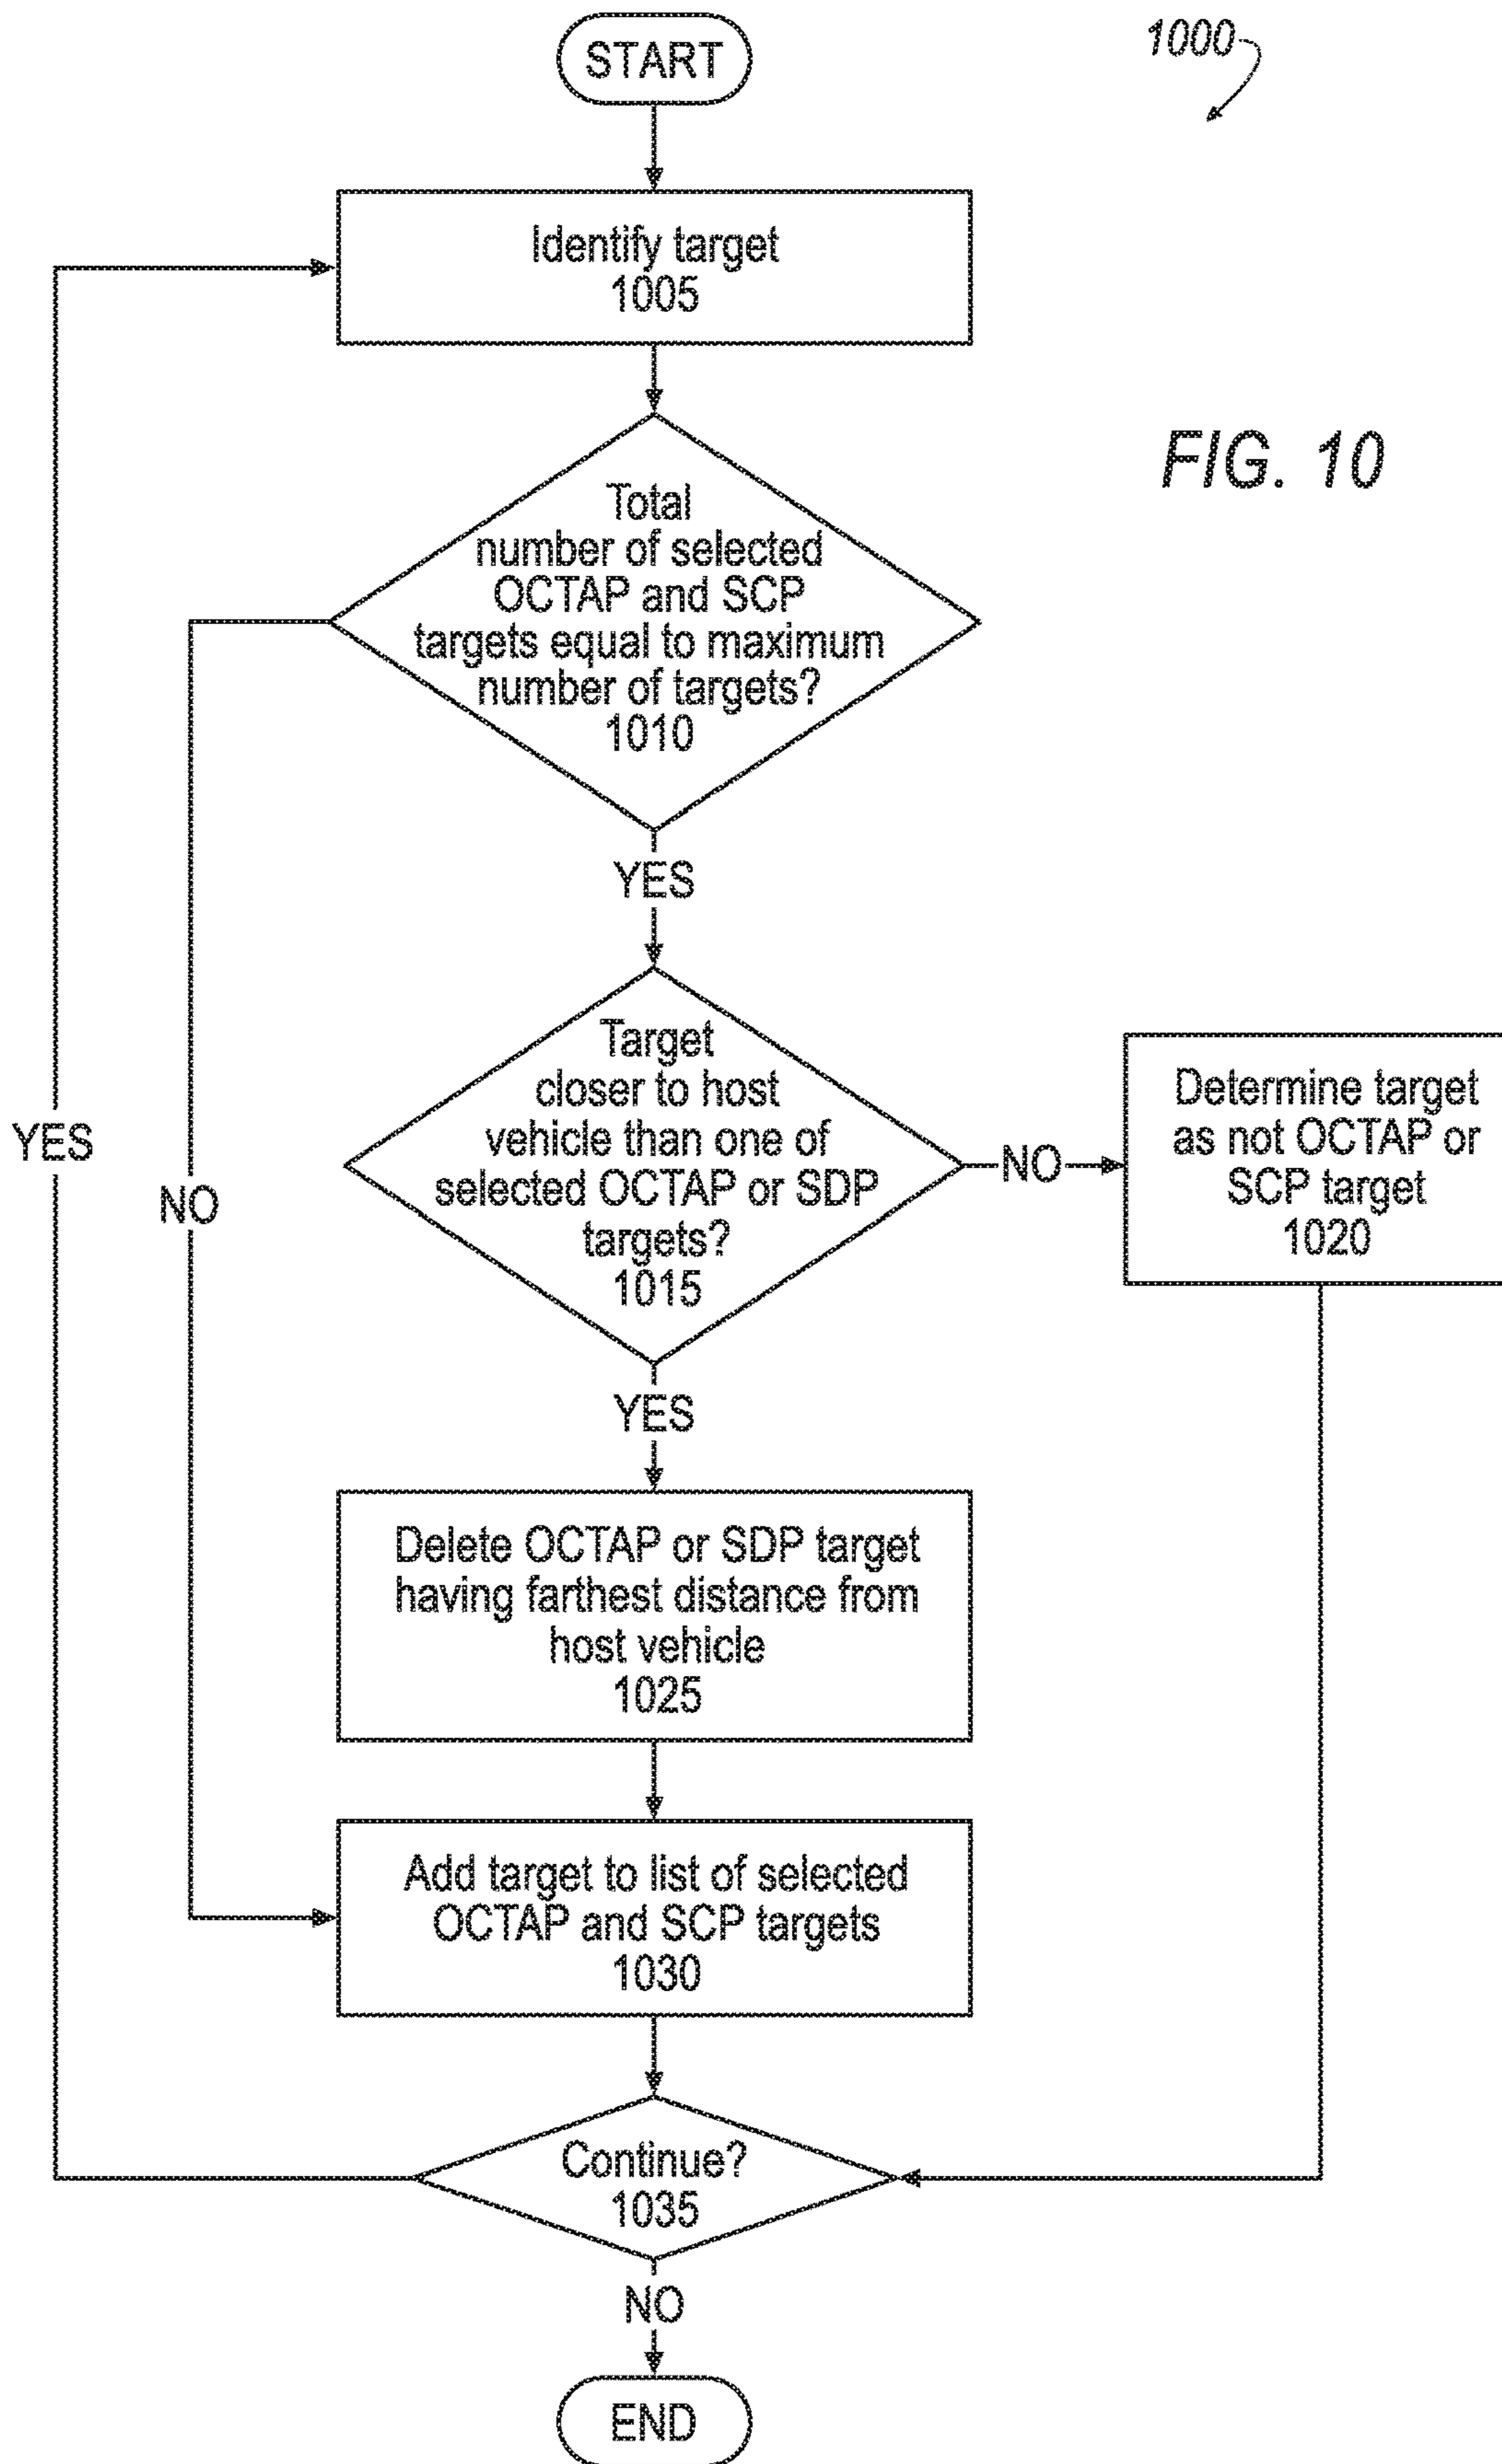 START
1000
Identify target
1005
FIG. 10
Total
number of selected
OCTAP and SCP
targets equal to maximum
number of targets?
1010
YES
Target
closer to host
vehicle than one of
selected OCTAP or SDP
targets?
1015
NO
Determine target
as not OCTAP or
SCP target
1020
YES
NO
YES
Delete OCTAP or SDP target
having farthest distance from
host vehicle
1025
Add target to list of selected
OCTAP and SCP targets
1030
Continue?
1035
NO
END